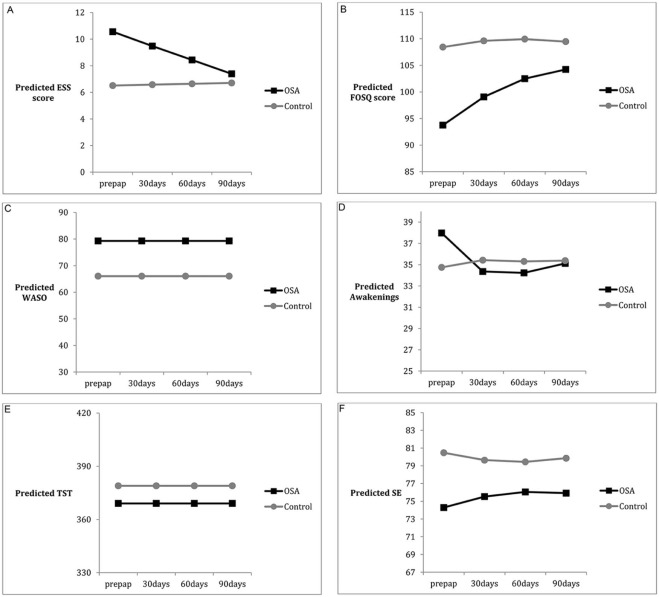 A
12
10
8
6
4
2
0
Predicted ESS
score
prepap 30days 60days 90days
OSA
Control
B
110
105
100
95
90
85
Predicted
FOSQ score
prepap 30days 60days 90days
OSA
Control
C
90
80
70
60
50
40
30
Predicted
WASO
prepap 30days 60days 90days
OSA
Control
D
39
37
35
33
31
29
27
25
Predicted
Awakenings
prepap 30days 60days 90days
OSA
Control
E
420
390
360
330
Predicted TST
prepap 30days 60days 90days
OSA
Control
F
85
83
81
79
77
75
73
71
69
67
Predicted SE
prepap 30days 60days 90days
OSA
Control